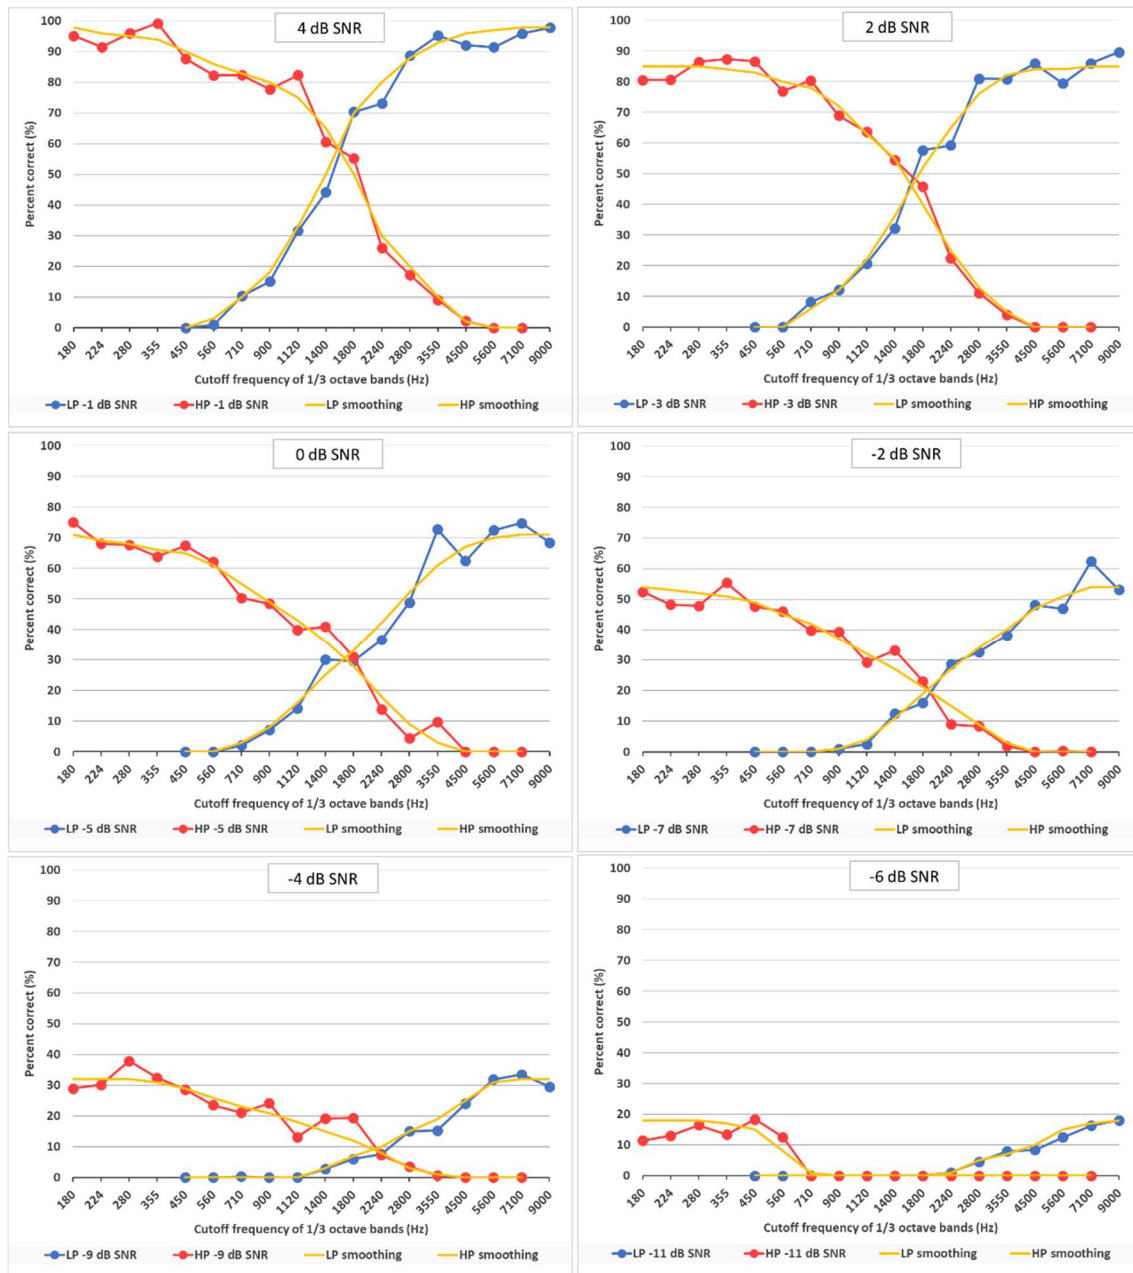 4 dB SNR
Percent correct (%)
100
90
80
70
60
50
40
30
20
10
0
180 224 280 355 450 560 710 900 1120 1400 1800 2240 2800 3550 4500 5600 7100 9000
Cutoff frequency of 1/3 octave bands (Hz)
LP -1 dB SNR HP -1 dB SNR LP smoothing HP smoothing
2 dB SNR
Percent correct (%)
100
90
80
70
60
50
40
30
20
10
0
180 224 280 355 450 560 710 900 1120 1400 1800 2240 2800 3550 4500 5600 7100 9000
Cutoff frequency of 1/3 octave bands (Hz)
LP -3 dB SNR HP -3 dB SNR LP smoothing HP smoothing
0 dB SNR
Percent correct (%)
100
90
80
70
60
50
40
30
20
10
0
180 224 280 355 450 560 710 900 1120 1400 1800 2240 2800 3550 4500 5600 7100 9000
Cutoff frequency of 1/3 octave bands (Hz)
LP -5 dB SNR HP -5 dB SNR LP smoothing HP smoothing
-2 dB SNR
Percent correct (%)
100
90
80
70
60
50
40
30
20
10
0
180 224 280 355 450 560 710 900 1120 1400 1800 2240 2800 3550 4500 5600 7100 9000
Cutoff frequency of 1/3 octave bands (Hz)
LP -7 dB SNR HP -7 dB SNR LP smoothing HP smoothing
-4 dB SNR
Percent correct (%)
100
90
80
70
60
50
40
30
20
10
0
180 224 280 355 450 560 710 900 1120 1400 1800 2240 2800 3550 4500 5600 7100 9000
Cutoff frequency of 1/3 octave bands (Hz)
LP -9 dB SNR HP -9 dB SNR LP smoothing HP smoothing
-6 dB SNR
Percent correct (%)
100
90
80
70
60
50
40
30
20
10
0
180 224 280 355 450 560 710 900 1120 1400 1800 2240 2800 3550 4500 5600 7100 9000
Cutoff frequency of 1/3 octave bands (Hz)
LP -11 dB SNR HP -11 dB SNR LP smoothing HP smoothing